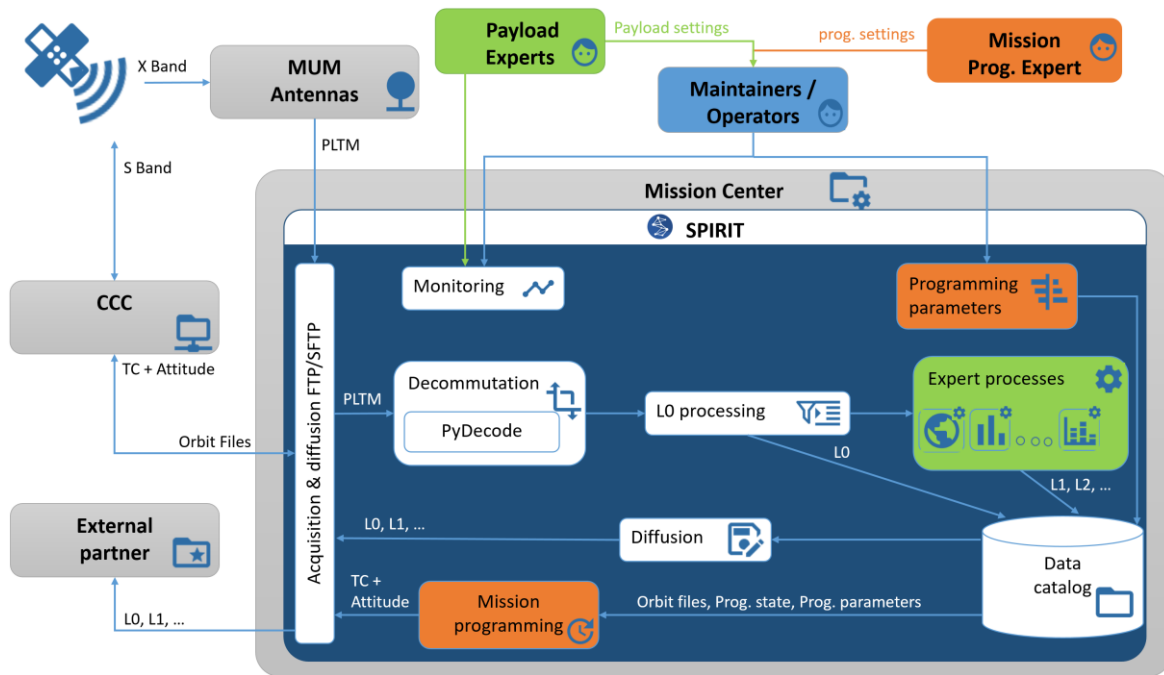 Payload
Experts
Payload settings
prog. settings
Mission
Prog. Expert
X Band
MUM
Antennas
Maintainers /
Operators
PLTM
S Band
Mission Center
SPIRIT
CCC
Monitoring
Programming
parameters
TC + Attitude
Acquisition & diffusion FTP/SFTP
PLTM
Decommutation
PyDecode
L0 processing
Expert processes
Orbit Files
L0
L1, L2, ...
External
partner
L0, L1, ...
Diffusion
Data
catalog
TC +
Attitude
Mission
programming
Orbit files, Prog. state, Prog. parameters
L0, L1, ...